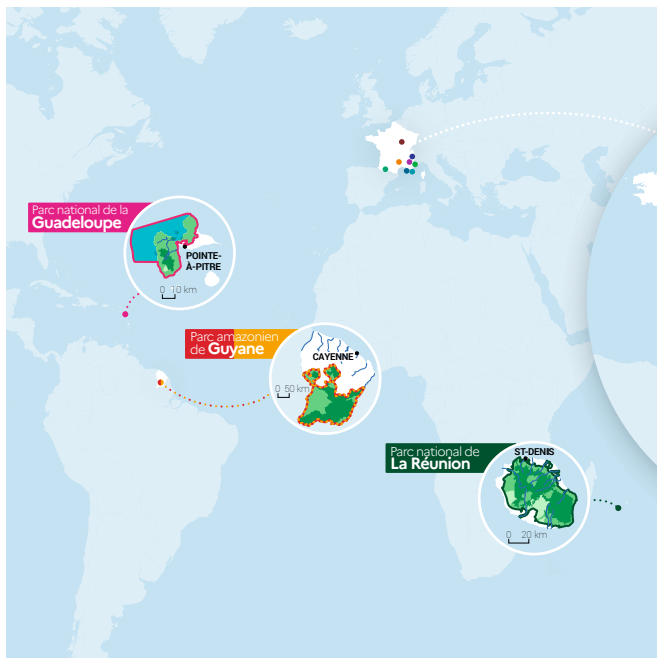 Parc national de la
Guadeloupe
POINTE-
À-PITRE
0 10 km
Parc amazonien
de Guyane
CAYENNE
0 50 km
Parc national de
La Réunion
ST-DENIS
0 20 km